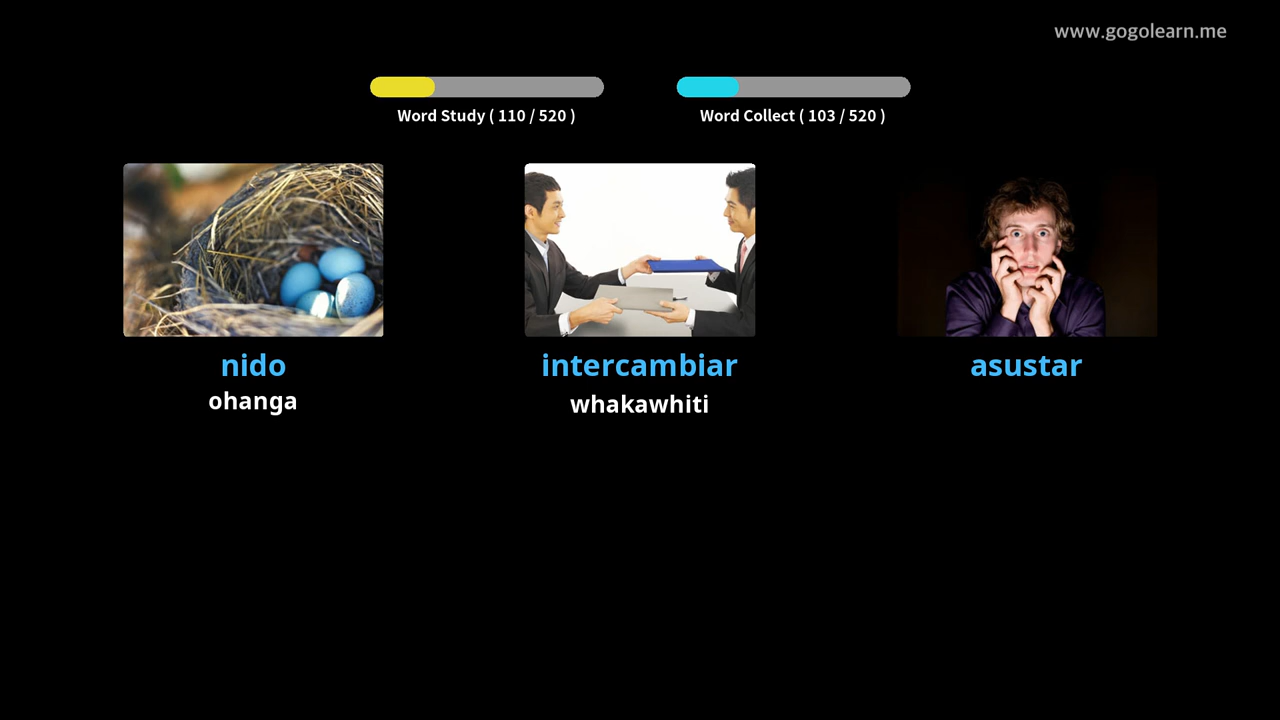 www.gogolearn.me
Word Study ( 110 / 520 )
Word Collect ( 103 / 520 )
nido
intercambiar
asustar
ohanga
whakawhiti